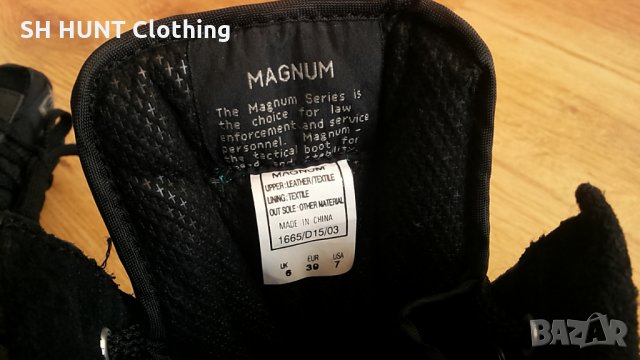 SH HUNT Clothing
MAGNUM
The Magnum Series is
the choice for law
enforcement and service
personnel. Magnum -
the tactical boot for
and
MAGNUM
UPPER: LEATHER/TEXTILE
LINING: TEXTILE
OUT SOLE: OTHER MATERIAL
MADE IN CHINA
1665/D15/03
UK EUR USA
6 39 7
BAZAR